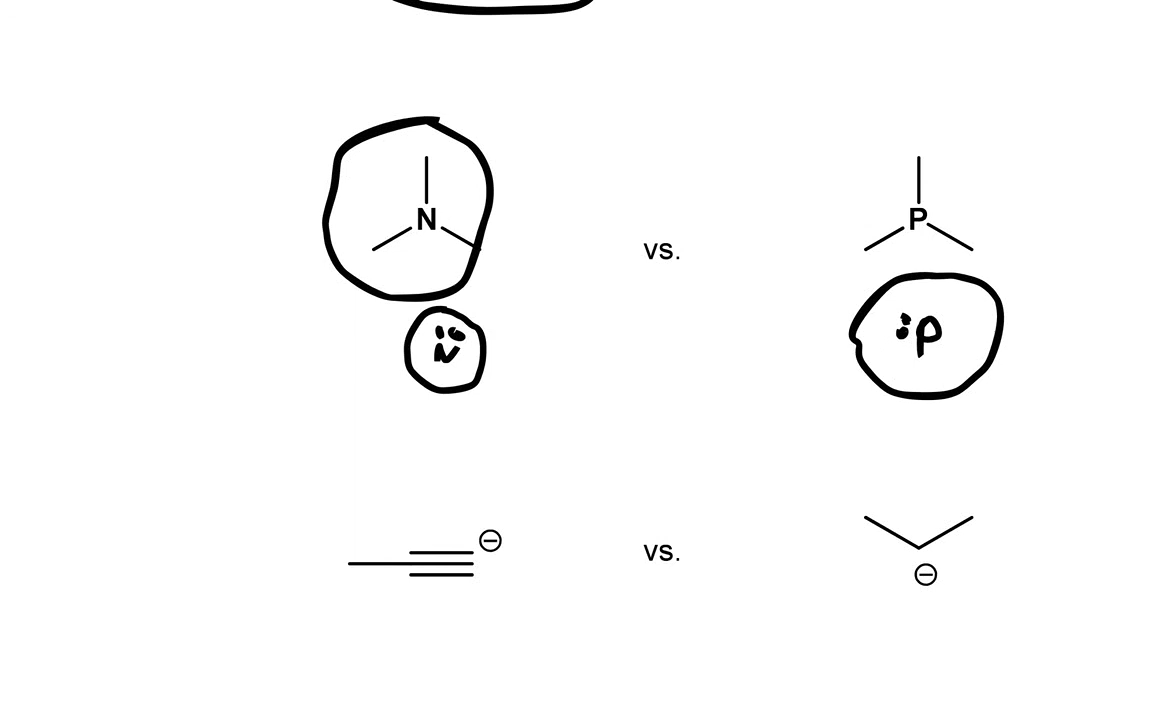 N vs. P
:N :P
⊖ vs.
⊖